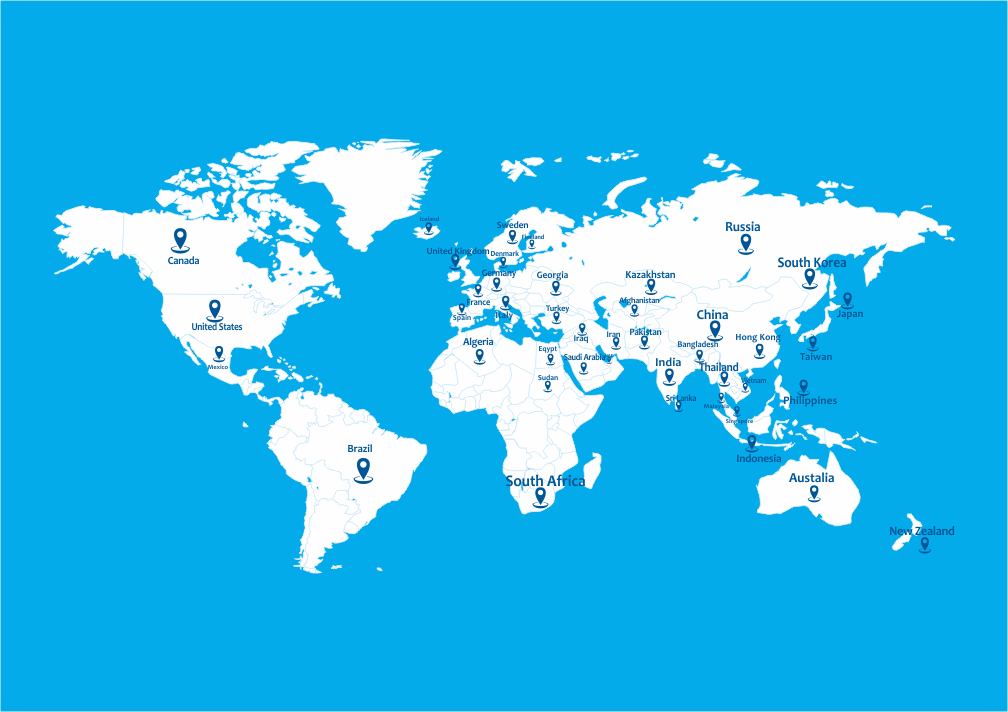 Iceland
Sweden
Finland
Russia
United Kingdom
Denmark
Canada
South Korea
Germany
Georgia
Kazakhstan
France
Afghanistan
Italy
Spain
Turkey
China
Japan
United States
Iraq
Iran
Pakistan
Hong Kong
Algeria
Bangladesh
Taiwan
Egypt
Saudi Arabia
India
Thailand
Mexico
Sudan
Vietnam
Sri Lanka
Philippines
Malaysia
Singapore
Brazil
Indonesia
South Africa
Austalia
New Zealand